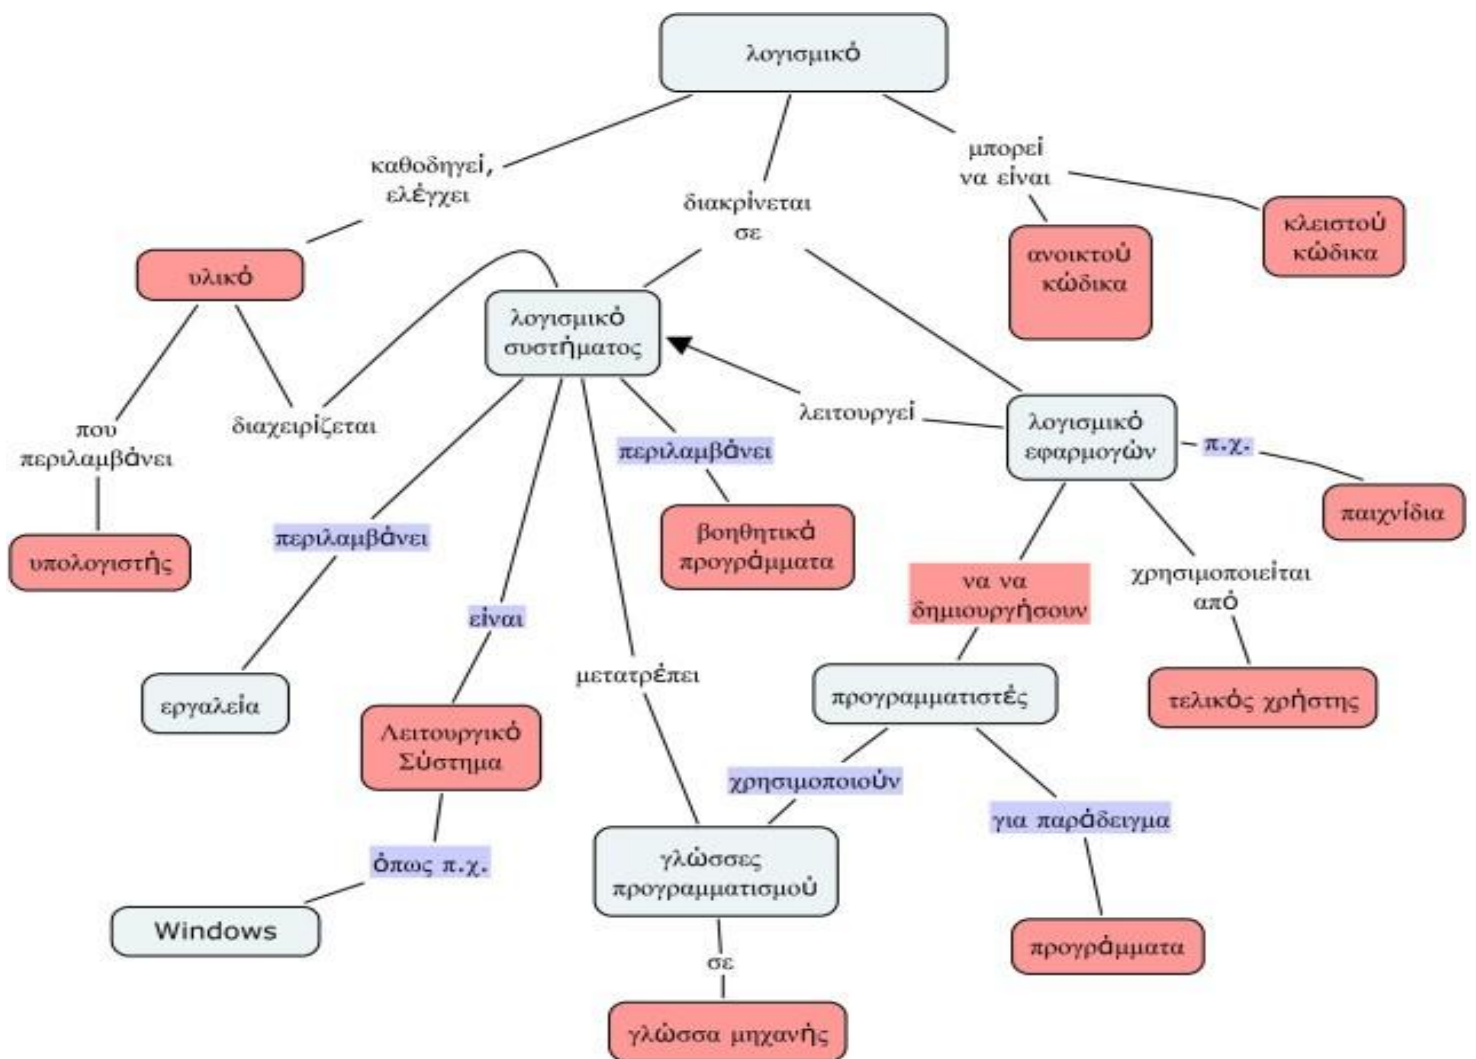 λογισμικό
καθοδηγεί,
ελέγχει
διακρίνεται
σε
μπορεί
να είναι
κλειστού
κώδικα
ανοικτού
κώδικα
υλικό
λογισμικό
συστήματος
που
περιλαμβάνει
διαχειρίζεται
λειτουργεί
λογισμικό
εφαρμογών
π.χ.
παιχνίδια
υπολογιστής
περιλαμβάνει
περιλαμβάνει
βοηθητικά
προγράμματα
είναι
να να
δημιουργήσουν
χρησιμοποιείται
από
εργαλεία
Λειτουργικό
Σύστημα
μετατρέπει
προγραμματιστές
τελικός χρήστης
χρησιμοποιούν
για παράδειγμα
όπως π.χ.
Windows
γλώσσες
προγραμματισμού
προγράμματα
σε
γλώσσα μηχανής